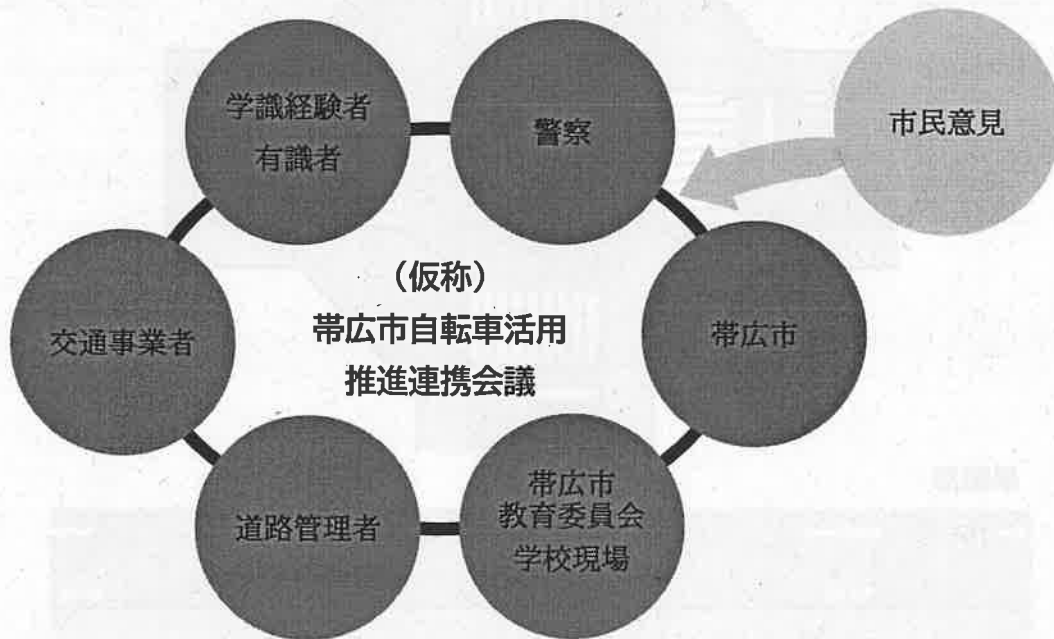 学識経験者
有識者
警察
市民意見
(仮称)
帯広市自転車活用
推進連携会議
交通事業者
帯広市
道路管理者
帯広市
教育委員会
学校現場